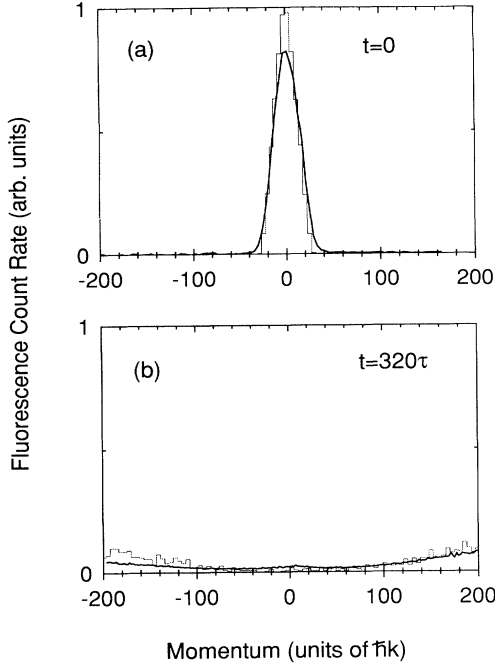 Fluorescence Count Rate (arb. units)
1
(a)
t=0
0
-200
-100
0
100
200
1
(b)
t=320τ
0
-200
-100
0
100
200
Momentum (units of ħk)